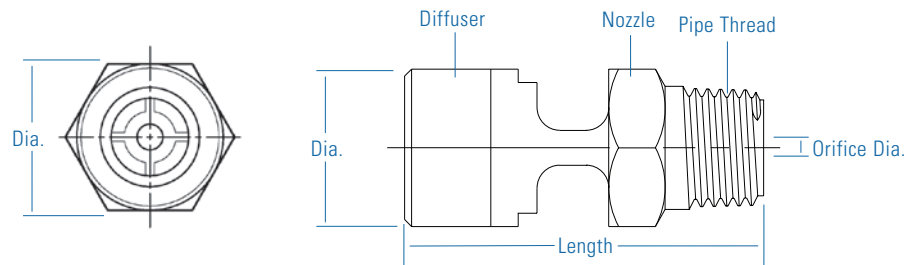 Diffuser
Nozzle
Pipe Thread
Dia.
Dia.
Orifice Dia.
Length